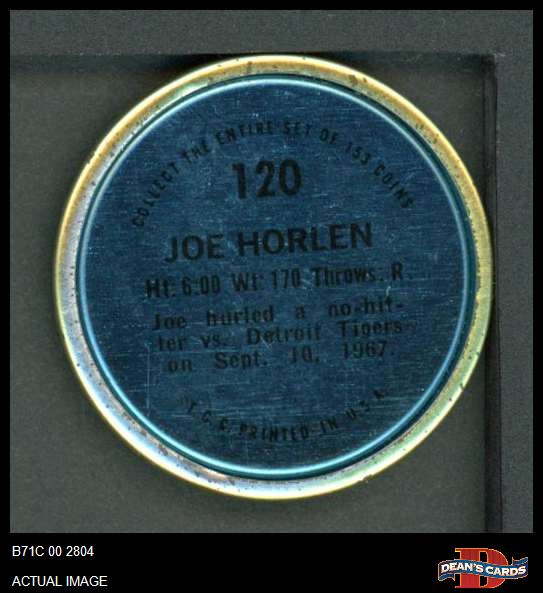 COLLECT THE ENTIRE SET OF 153 COINS
120
JOE HORLEN
Ht: 6:00 Wt: 170 Throws: R
Joe hurled a no-hit-
ter vs. Detroit Tigers
on Sept. 10, 1967.
T.C.G. PRINTED IN U.S.A.
B71C 00 2804
ACTUAL IMAGE
D
DEAN'S CARDS